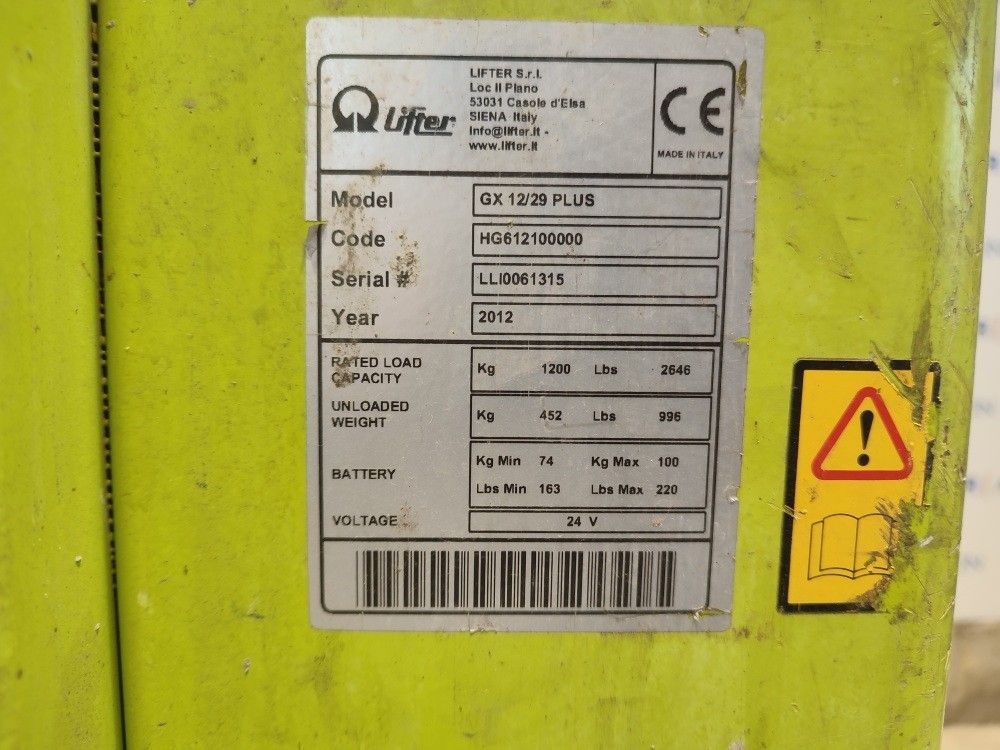 LIFTER S.r.l.
Loc Il Piano
53031 Casole d'Elsa
SIENA Italy
Info@lifter.it -
www.lifter.it
Lifter
CE
MADE IN ITALY
Model GX 12/29 PLUS
Code HG612100000
Serial # LLI0061315
Year 2012
RATED LOAD CAPACITY Kg 1200 Lbs 2646
UNLOADED WEIGHT Kg 452 Lbs 996
BATTERY Kg Min 74 Kg Max 100
Lbs Min 163 Lbs Max 220
VOLTAGE 24 V